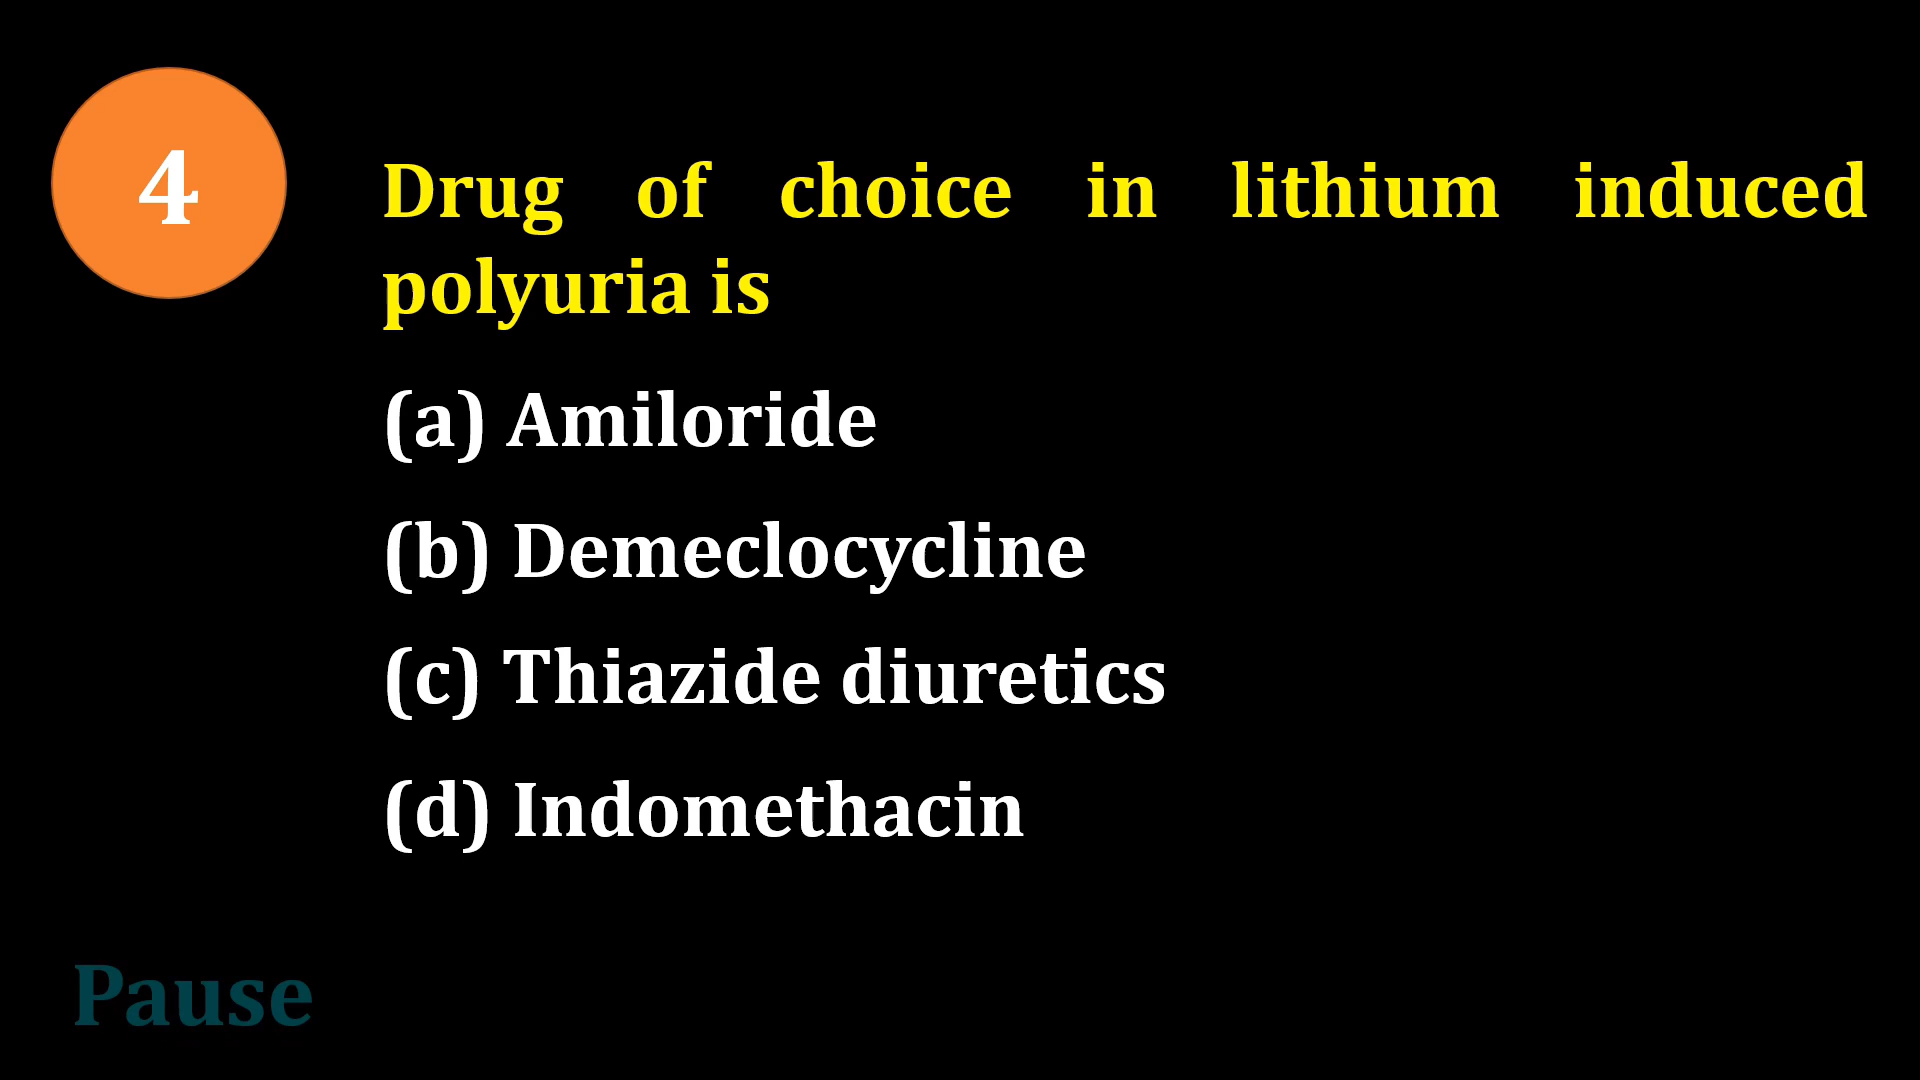 4
Drug of choice in lithium induced
polyuria is
(a) Amiloride
(b) Demeclocycline
(c) Thiazide diuretics
(d) Indomethacin
Pause